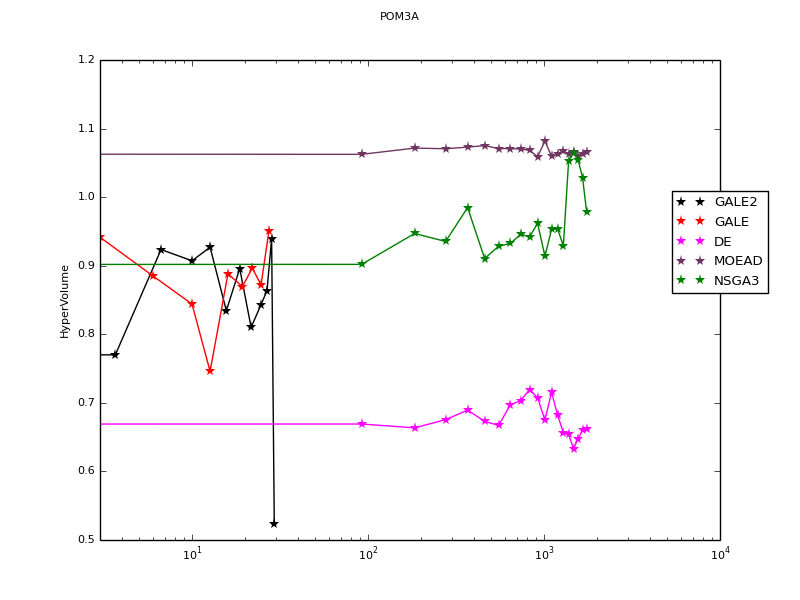 POM3A
1.2
1.1
1.0
0.9
0.8
0.7
0.6
0.5
HyperVolume
10^1
10^2
10^3
10^4
GALE2
GALE
DE
MOEAD
NSGA3